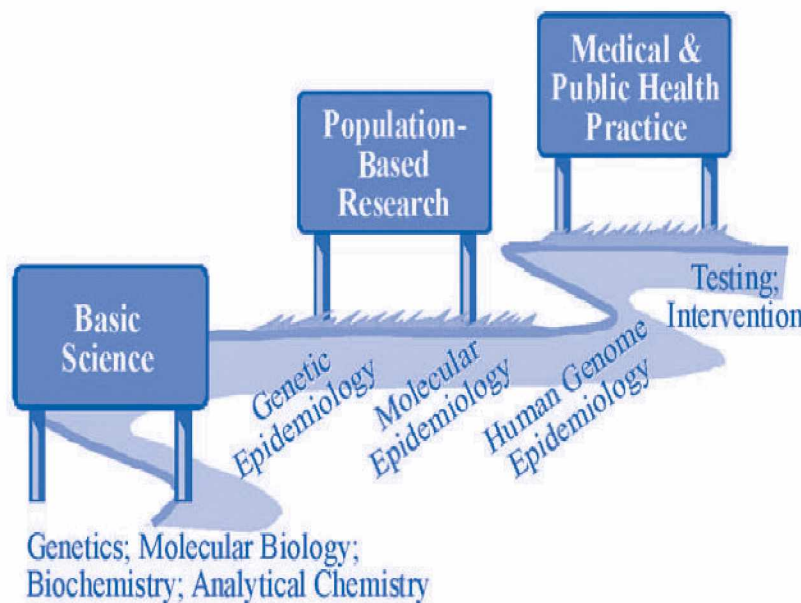 Medical &
Public Health
Practice
Population-
Based
Research
Basic
Science
Testing;
Intervention
Genetic
Epidemiology
Molecular
Epidemiology
Human Genome
Epidemiology
Genetics; Molecular Biology;
Biochemistry; Analytical Chemistry